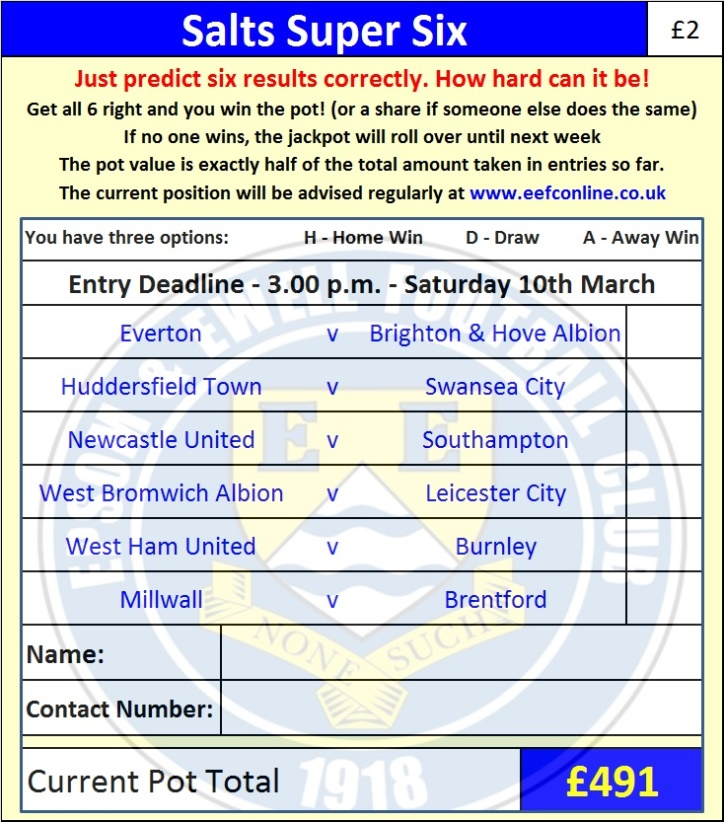 Salts Super Six £2
Just predict six results correctly. How hard can it be!
Get all 6 right and you win the pot! (or a share if someone else does the same)
If no one wins, the jackpot will roll over until next week
The pot value is exactly half of the total amount taken in entries so far.
The current position will be advised regularly at www.eefconline.co.uk
You have three options: H - Home Win D - Draw A - Away Win
Entry Deadline - 3.00 p.m. - Saturday 10th March
Everton v Brighton & Hove Albion
Huddersfield Town v Swansea City
Newcastle United v Southampton
West Bromwich Albion v Leicester City
West Ham United v Burnley
Millwall v Brentford
Name:
Contact Number:
Current Pot Total £491
EPSOM & EWELL FOOTBALL CLUB
E E
NONE SUCH
1918